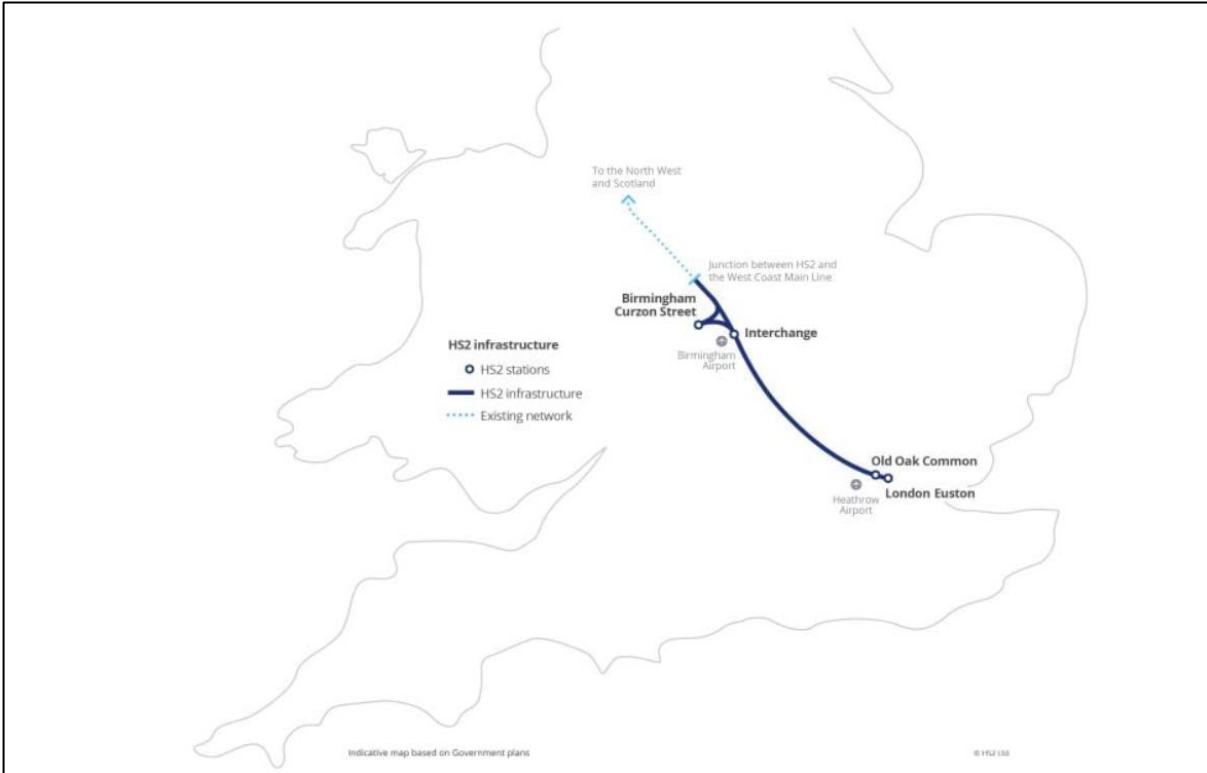 To the North West
and Scotland
Junction between HS2 and
the West Coast Main Line
Birmingham
Curzon Street
Interchange
Birmingham
Airport
HS2 infrastructure
HS2 stations
HS2 infrastructure
Existing network
Old Oak Common
London Euston
Heathrow
Airport
Indicative map based on Government plans
© HS2 Ltd